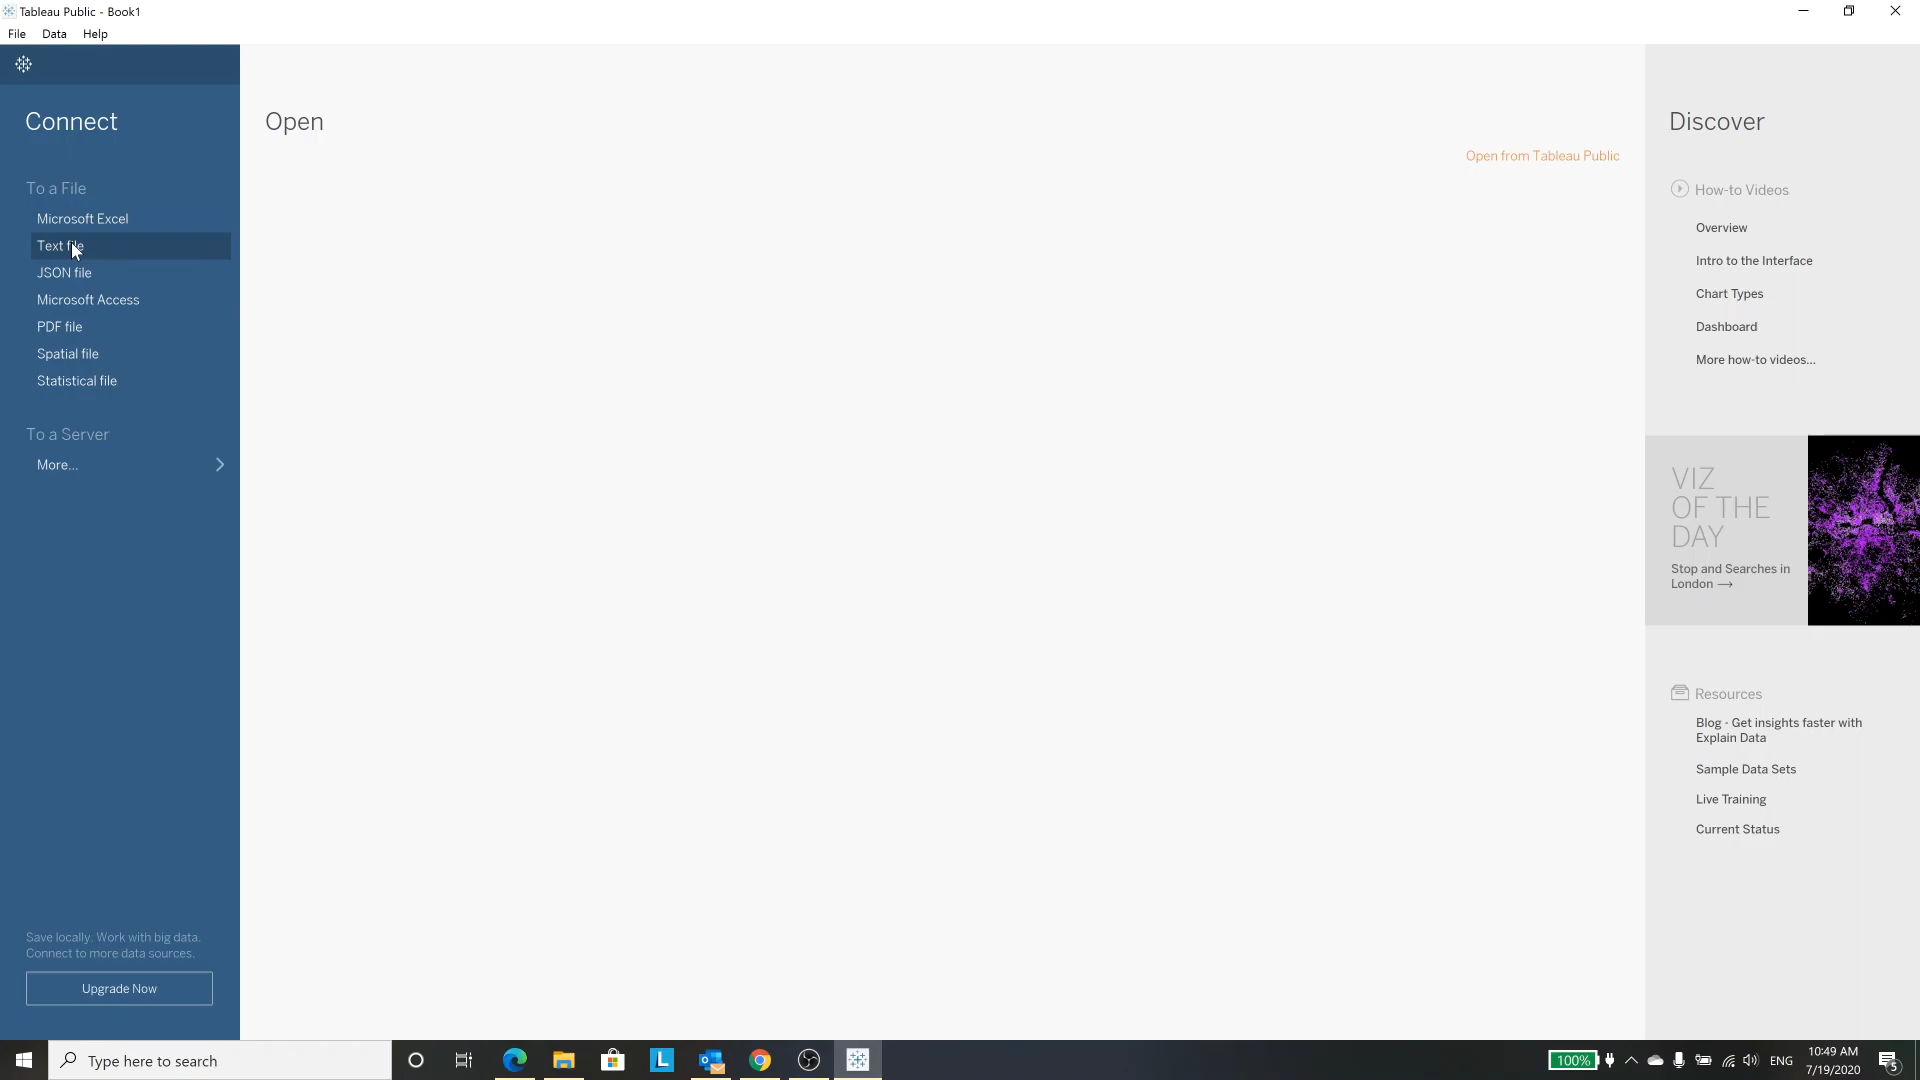 Tableau Public - Book1
File Data Help
Connect
To a File
Microsoft Excel
Text file
JSON file
Microsoft Access
PDF file
Spatial file
Statistical file
To a Server
More...
Save locally. Work with big data.
Connect to more data sources.
Upgrade Now
Open
Open from Tableau Public
Discover
How-to Videos
Overview
Intro to the Interface
Chart Types
Dashboard
More how-to videos...
VIZ
OF THE
DAY
Stop and Searches in
London →
Resources
Blog - Get insights faster with
Explain Data
Sample Data Sets
Live Training
Current Status
Type here to search
L
100%
ENG
10:49 AM
7/19/2020
5